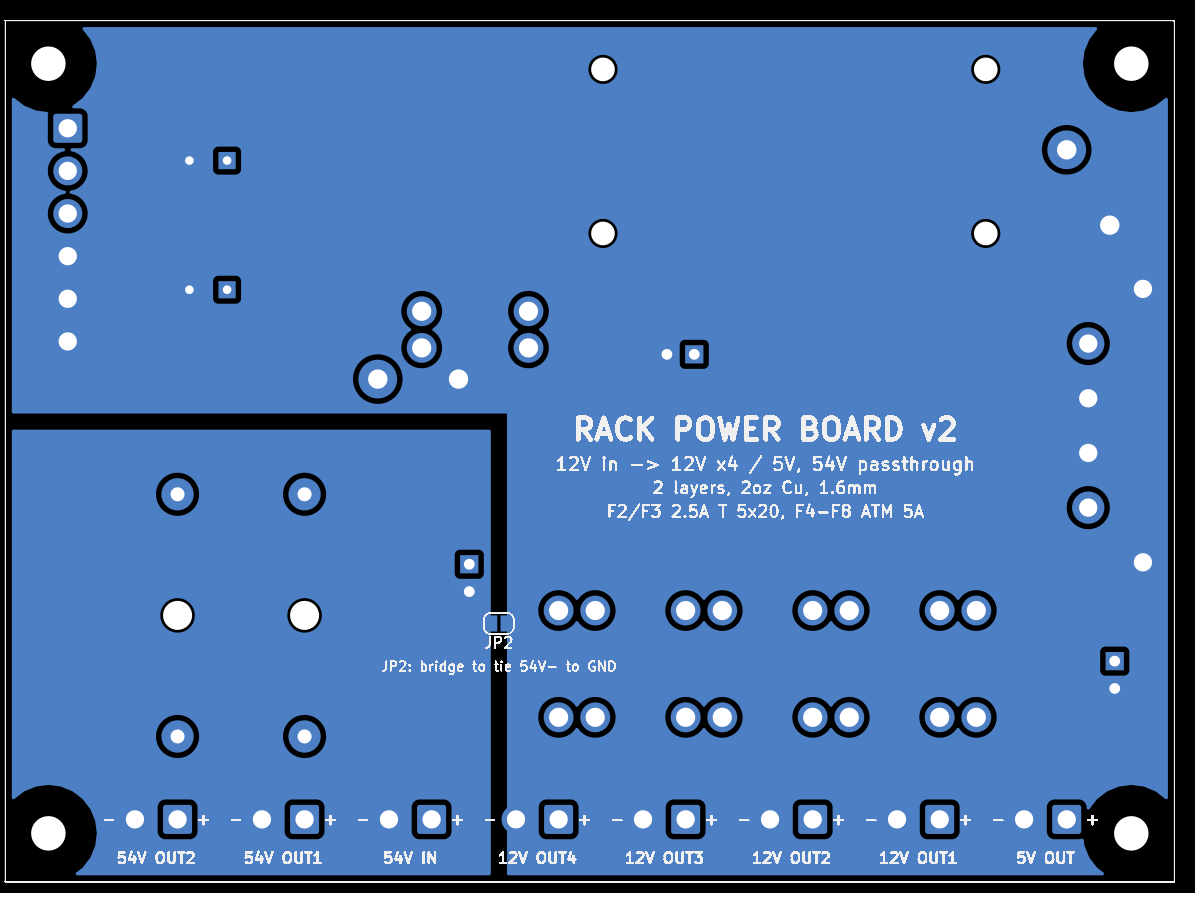 RACK POWER BOARD v2
12V in -> 12V x4 / 5V, 54V passthrough
2 layers, 2oz Cu, 1.6mm
F2/F3 2.5A T 5x20, F4-F8 ATM 5A
JP2
JP2: bridge to tie 54V- to GND
- + - + - + - + - + - + - + - +
54V OUT2 54V OUT1 54V IN 12V OUT4 12V OUT3 12V OUT2 12V OUT1 5V OUT